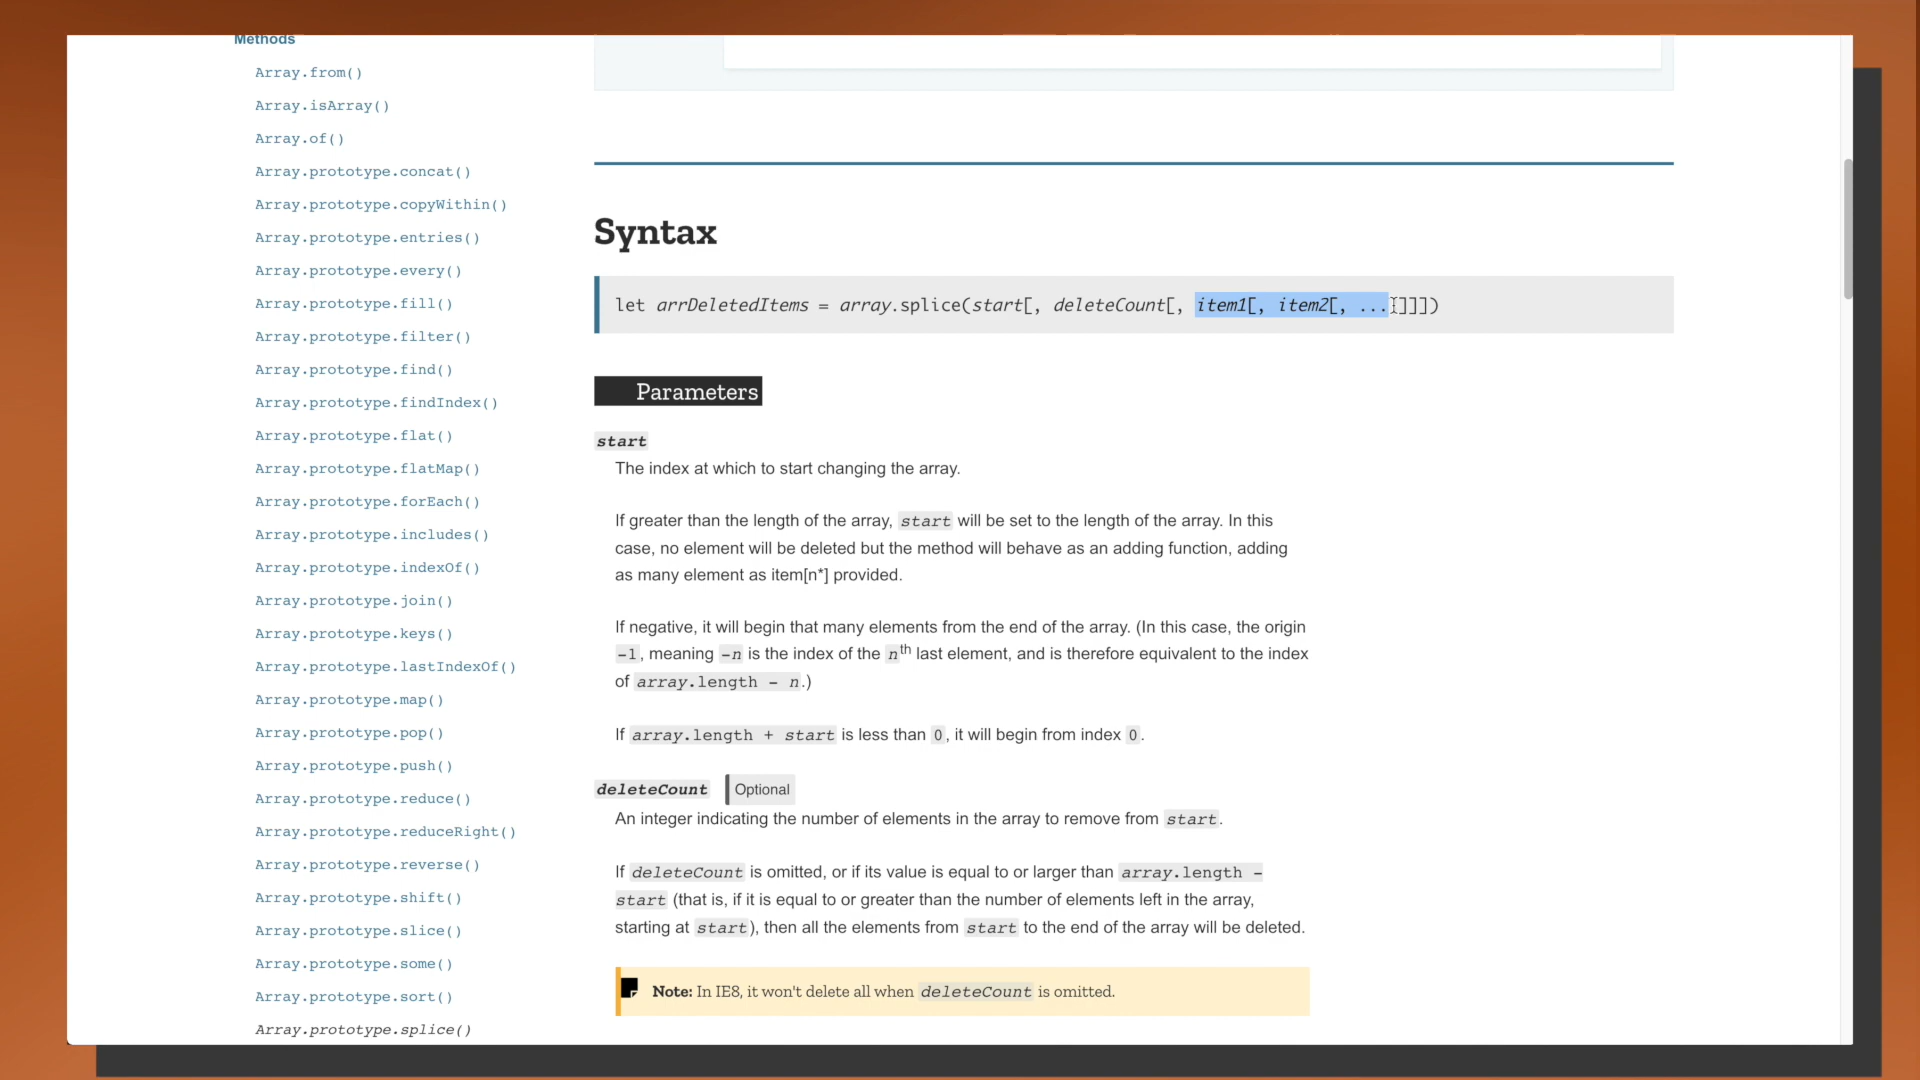 Methods
Array.from()
Array.isArray()
Array.of()
Array.prototype.concat()
Array.prototype.copyWithin()
Array.prototype.entries()
Array.prototype.every()
Array.prototype.fill()
Array.prototype.filter()
Array.prototype.find()
Array.prototype.findIndex()
Array.prototype.flat()
Array.prototype.flatMap()
Array.prototype.forEach()
Array.prototype.includes()
Array.prototype.indexOf()
Array.prototype.join()
Array.prototype.keys()
Array.prototype.lastIndexOf()
Array.prototype.map()
Array.prototype.pop()
Array.prototype.push()
Array.prototype.reduce()
Array.prototype.reduceRight()
Array.prototype.reverse()
Array.prototype.shift()
Array.prototype.slice()
Array.prototype.some()
Array.prototype.sort()
Array.prototype.splice()
Syntax
let arrDeletedItems = array.splice(start[, deleteCount[, item1[, item2[, ...]]]])
Parameters
start
The index at which to start changing the array.
If greater than the length of the array, start will be set to the length of the array. In this
case, no element will be deleted but the method will behave as an adding function, adding
as many element as item[n*] provided.
If negative, it will begin that many elements from the end of the array. (In this case, the origin
-1, meaning -n is the index of the nth last element, and is therefore equivalent to the index
of array.length - n.)
If array.length + start is less than 0, it will begin from index 0.
deleteCount Optional
An integer indicating the number of elements in the array to remove from start.
If deleteCount is omitted, or if its value is equal to or larger than array.length -
start (that is, if it is equal to or greater than the number of elements left in the array,
starting at start), then all the elements from start to the end of the array will be deleted.
Note: In IE8, it won't delete all when deleteCount is omitted.